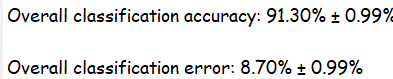 Overall classification accuracy: 91.30% ± 0.99%
Overall classification error: 8.70% ± 0.99%